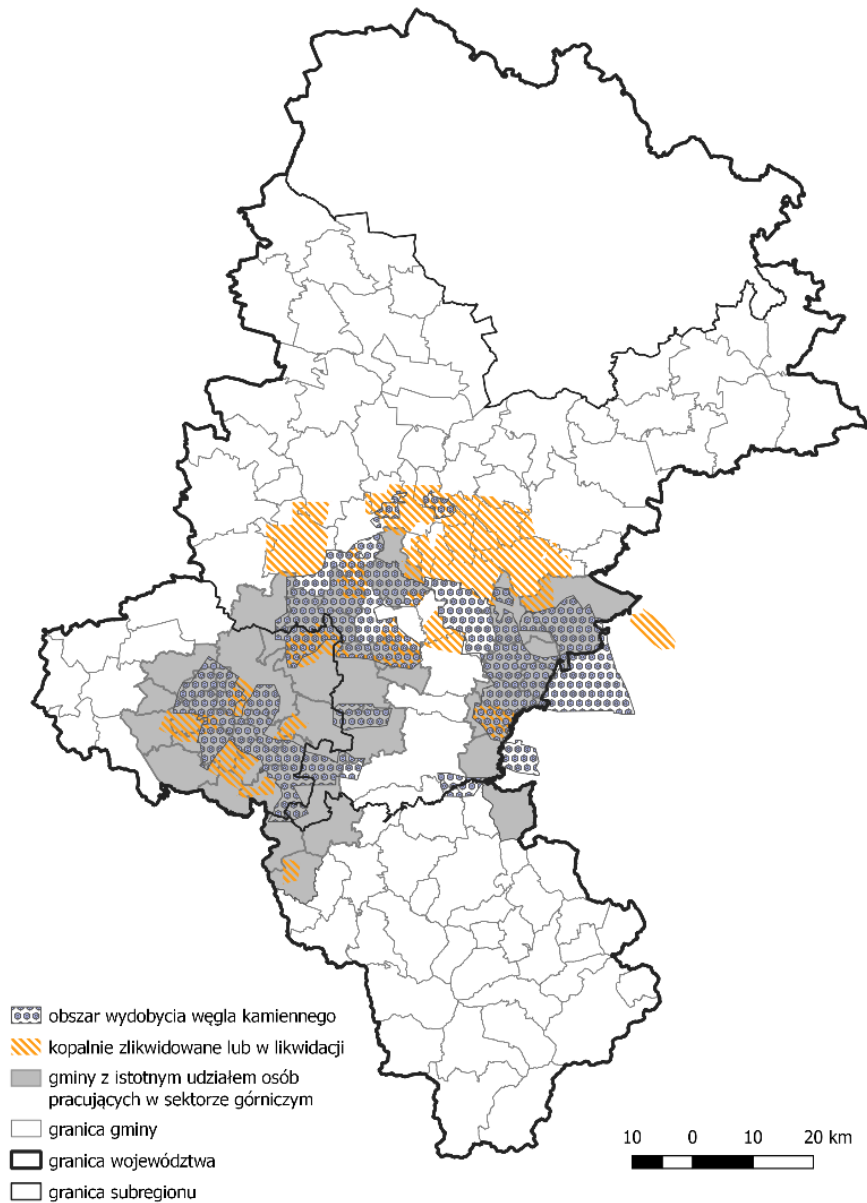 obszar wydobycia węgla kamiennego
kopalnie zlikwidowane lub w likwidacji
gminy z istotnym udziałem osób
pracujących w sektorze górniczym
granica gminy
granica województwa
granica subregionu
10 0 10 20 km